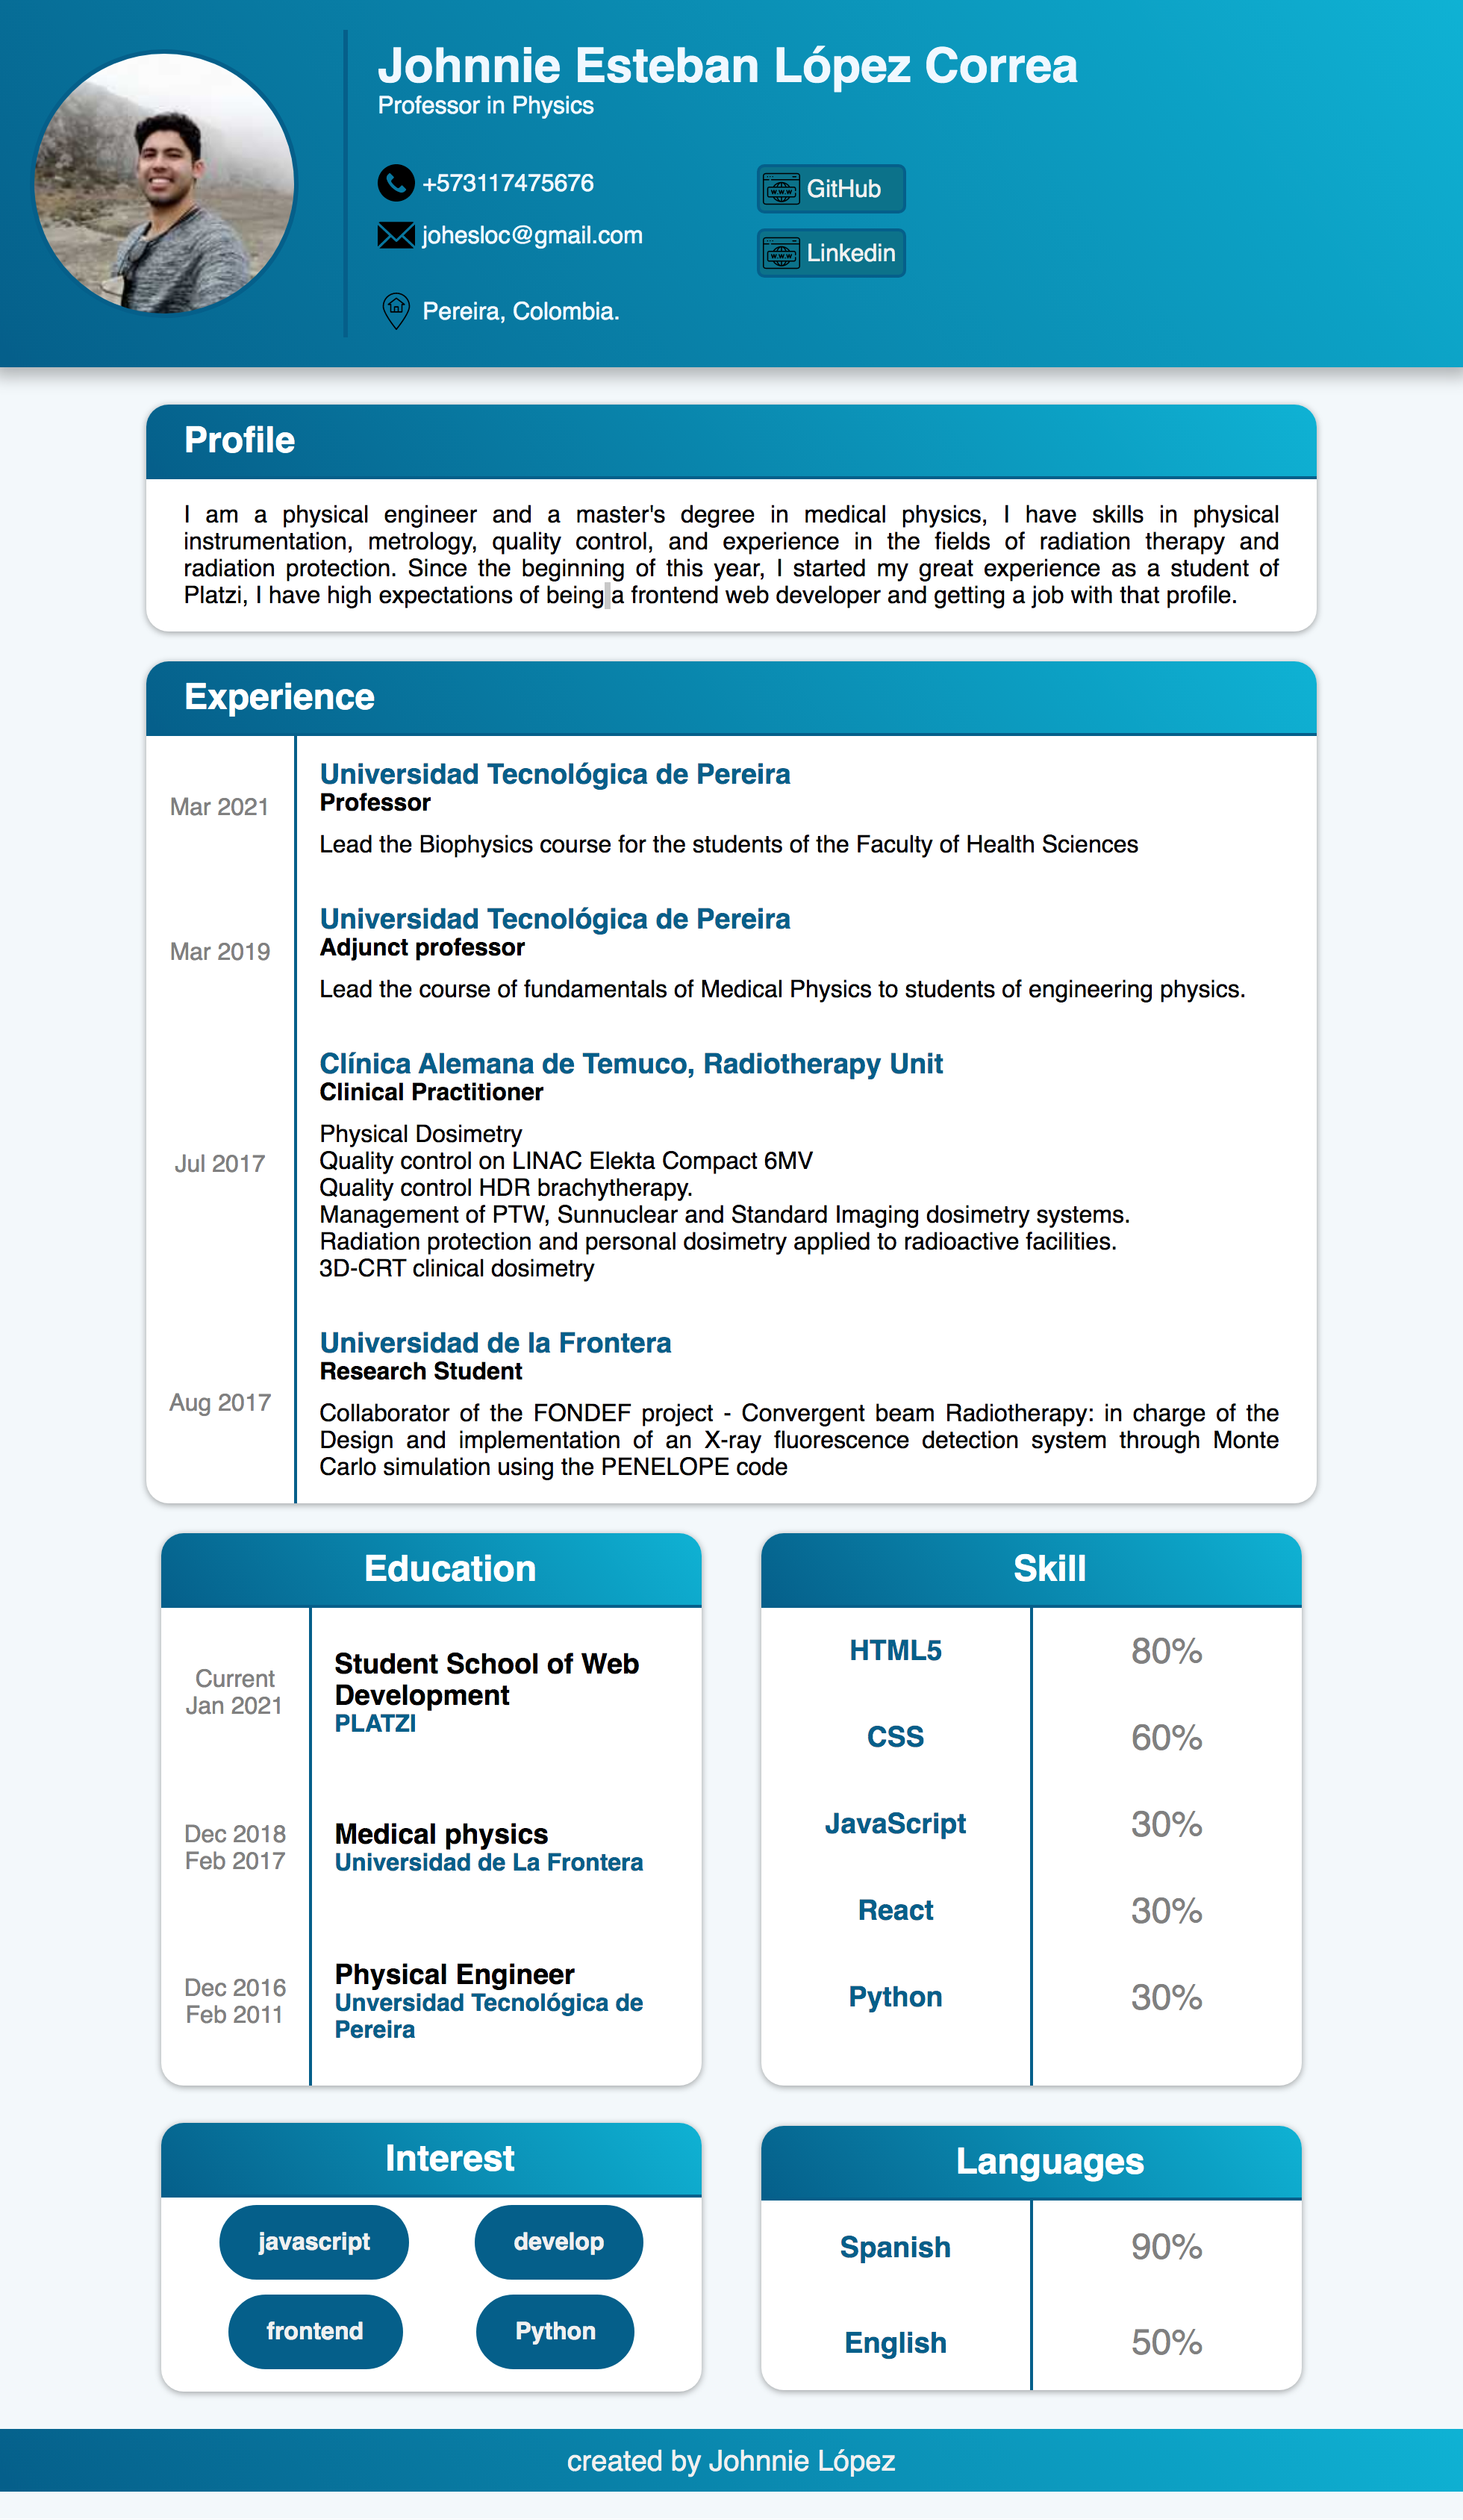 Johnnie Esteban López Correa
Professor in Physics
+573117475676
johesloc@gmail.com
Pereira, Colombia.
GitHub
Linkedin
Profile
I am a physical engineer and a master's degree in medical physics, I have skills in physical
instrumentation, metrology, quality control, and experience in the fields of radiation therapy and
radiation protection. Since the beginning of this year, I started my great experience as a student of
Platzi, I have high expectations of being a frontend web developer and getting a job with that profile.
Experience
Mar 2021
Universidad Tecnológica de Pereira
Professor
Lead the Biophysics course for the students of the Faculty of Health Sciences
Mar 2019
Universidad Tecnológica de Pereira
Adjunct professor
Lead the course of fundamentals of Medical Physics to students of engineering physics.
Jul 2017
Clínica Alemana de Temuco, Radiotherapy Unit
Clinical Practitioner
Physical Dosimetry
Quality control on LINAC Elekta Compact 6MV
Quality control HDR brachytherapy.
Management of PTW, Sunnuclear and Standard Imaging dosimetry systems.
Radiation protection and personal dosimetry applied to radioactive facilities.
3D-CRT clinical dosimetry
Aug 2017
Universidad de la Frontera
Research Student
Collaborator of the FONDEF project - Convergent beam Radiotherapy: in charge of the
Design and implementation of an X-ray fluorescence detection system through Monte
Carlo simulation using the PENELOPE code
Education
Current
Jan 2021
Student School of Web
Development
PLATZI
Dec 2018
Feb 2017
Medical physics
Universidad de La Frontera
Dec 2016
Feb 2011
Physical Engineer
Unversidad Tecnológica de
Pereira
Skill
HTML5 80%
CSS 60%
JavaScript 30%
React 30%
Python 30%
Interest
javascript
develop
frontend
Python
Languages
Spanish 90%
English 50%
created by Johnnie López